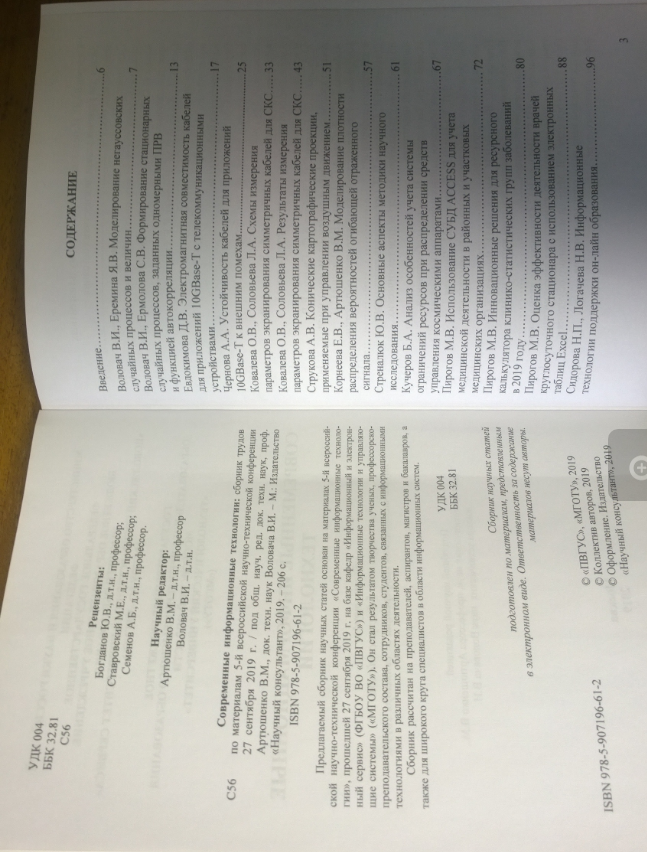 УДК 004
ББК 32.81
С56
Рецензенты:
Богданов Ю.В., д.т.н., профессор;
Ставровский М.Е., д.т.н., профессор;
Семенов А.Б., д.т.н., профессор.
Научный редактор:
Артюшенко В.М. – д.т.н., профессор
Воловач В.И. – д.т.н.
Современные информационные технологии: сборник трудов
С56 по материалам 5-й всероссийской научно-технической конференции
27 сентября 2019 г. / под общ. науч. ред. док. техн. наук, проф.
Артюшенко В.М., док. техн. наук Воловача В.И. – М.: Издательство
«Научный консультант», 2019. – 206 с.
ISBN 978-5-907196-61-2
Предлагаемый сборник научных статей основан на материалах 5-й всероссий-
ской научно-технической конференции «Современные информационные техноло-
гии», прошедшей 27 сентября 2019 г. на базе кафедр «Информационный и электрон-
ный сервис» (ФГБОУ ВО «ПВГУС») и «Информационные технологии и управляю-
щие системы» («МГОТУ»). Он стал результатом творчества ученых, профессорско-
преподавательского состава, сотрудников, студентов, связанных с информационными
технологиями в различных областях деятельности.
Сборник рассчитан на преподавателей, аспирантов, магистров и бакалавров, а
также для широкого круга специалистов в области информационных систем.
УДК 004
ББК 32.81
Сборник научных статей
подготовлен по материалам, представленным
в электронном виде. Ответственность за содержание
материалов несут авторы.
© «ПВГУС», «МГОТУ», 2019
© Коллектив авторов, 2019
© Оформление. Издательство
ISBN 978-5-907196-61-2 «Научный консультант», 2019
СОДЕРЖАНИЕ
Введение 6
Воловач В.И., Еремина Я.В. Моделирование негауссовских
случайных процессов и величин 7
Воловач В.И., Ермолова С.В. Формирование стационарных
случайных процессов, заданных одномерными ПРВ
и функцией автокорреляции 13
Евдокимова Д.В. Электромагнитная совместимость кабелей
для приложений 10GBase-T с телекоммуникационными
устройствами 17
Чернова А.А. Устойчивость кабелей для приложений
10GBase-T к внешним помехам 25
Ковалева О.В., Соловьева Л.А. Схемы измерения
параметров экранирования симметричных кабелей для СКС 33
Ковалева О.В., Соловьева Л.А. Результаты измерения
параметров экранирования симметричных кабелей для СКС 43
Струкова А.В. Конические картографические проекции,
применяемые при управлении воздушным движением 51
Корнеева Е.В., Артюшенко В.М. Моделирование плотности
распределения вероятностей огибающей отраженного
сигнала 57
Стреналюк Ю.В. Основные аспекты методики научного
исследования 61
Кучеров Б.А. Анализ особенностей учета системы
ограничений ресурсов при распределении средств
управления космическими аппаратами 67
Пирогов М.В. Использование СУБД ACCESS для учета
медицинской деятельности в районных и участковых
медицинских организациях 72
Пирогов М.В. Инновационные решения для ресурсного
калькулятора клинико-статистических групп заболеваний
в 2019 году 80
Пирогов М.В. Оценка эффективности деятельности врачей
круглосуточного стационара с использованием электронных
таблиц Excel 88
Сидорова Н.П., Логачева Н.В. Информационные
технологии поддержки он-лайн образования 96
3